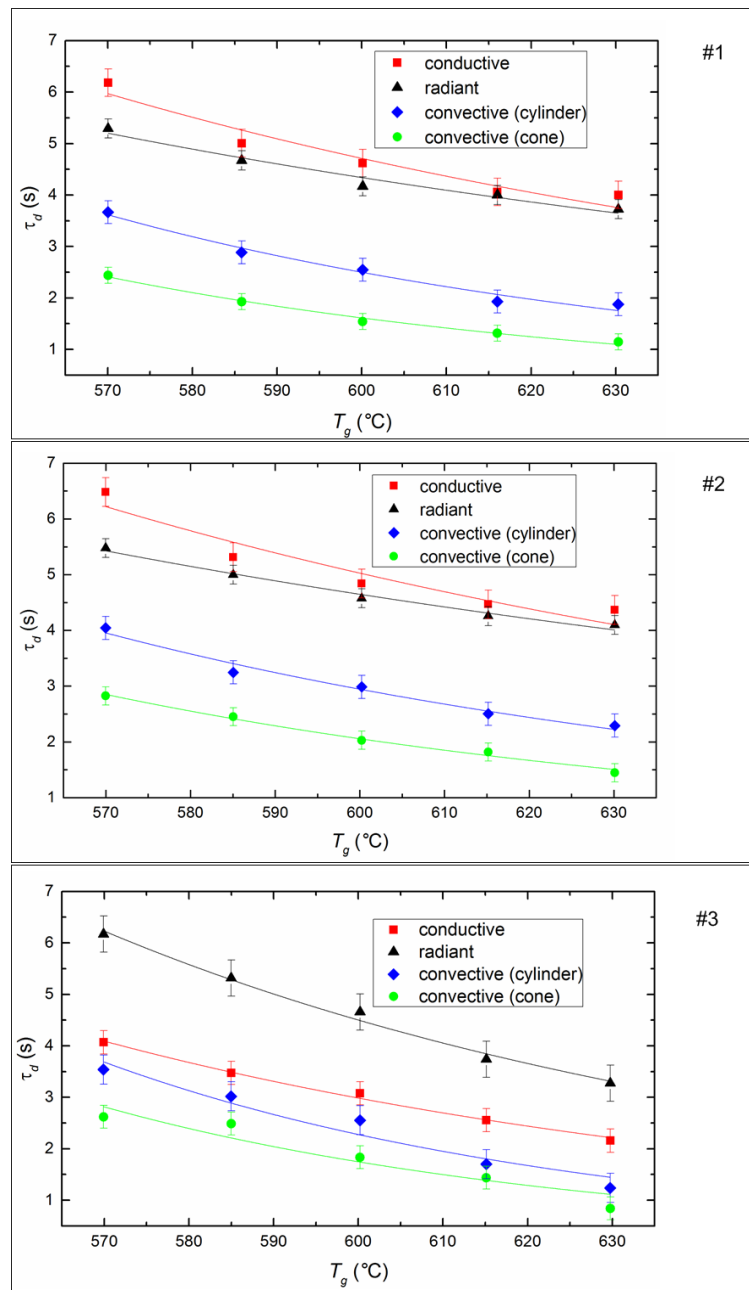 #1
7
conductive
radiant
convective (cylinder)
convective (cone)
6
5
4
3
2
1
τd (s)
570 580 590 600 610 620 630
Tg (°C)
#2
7
conductive
radiant
convective (cylinder)
convective (cone)
6
5
4
3
2
1
τd (s)
570 580 590 600 610 620 630
Tg (°C)
#3
7
conductive
radiant
convective (cylinder)
convective (cone)
6
5
4
3
2
1
τd (s)
570 580 590 600 610 620 630
Tg (°C)